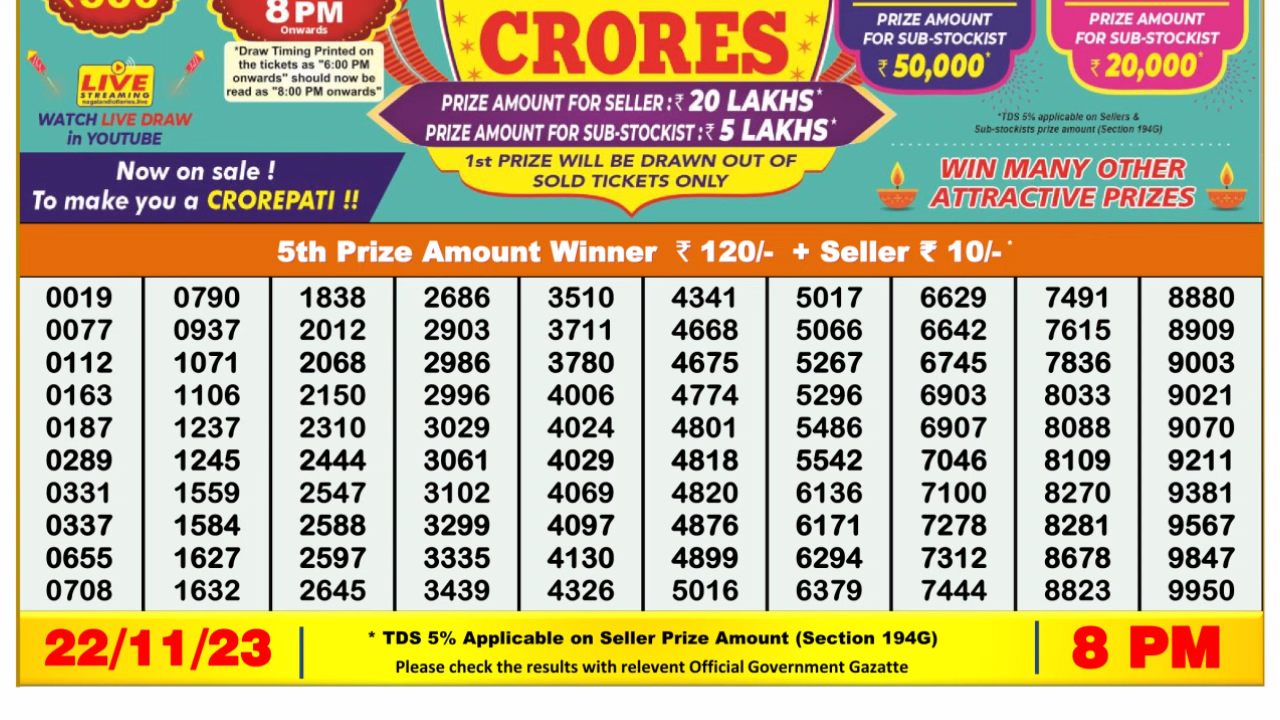 8 PM
Onwards
*Draw Timing Printed on
the tickets as "6:00 PM
onwards" should now be
read as "8:00 PM onwards"
LIVE
STREAMING
nagalandlotteries.live
WATCH LIVE DRAW
in YOUTUBE
CRORES
PRIZE AMOUNT FOR SELLER : ₹ 20 LAKHS*
PRIZE AMOUNT FOR SUB-STOCKIST : ₹ 5 LAKHS*
1st PRIZE WILL BE DRAWN OUT OF
SOLD TICKETS ONLY
PRIZE AMOUNT
FOR SUB-STOCKIST
₹ 50,000*
PRIZE AMOUNT
FOR SUB-STOCKIST
₹ 20,000*
*TDS 5% applicable on Sellers &
Sub-stockists prize amount (Section 194G)
Now on sale !
To make you a CROREPATI !!
WIN MANY OTHER
ATTRACTIVE PRIZES
5th Prize Amount Winner ₹ 120/- + Seller ₹ 10/-*
0019 0790 1838 2686 3510 4341 5017 6629 7491 8880
0077 0937 2012 2903 3711 4668 5066 6642 7615 8909
0112 1071 2068 2986 3780 4675 5267 6745 7836 9003
0163 1106 2150 2996 4006 4774 5296 6903 8033 9021
0187 1237 2310 3029 4024 4801 5486 6907 8088 9070
0289 1245 2444 3061 4029 4818 5542 7046 8109 9211
0331 1559 2547 3102 4069 4820 6136 7100 8270 9381
0337 1584 2588 3299 4097 4876 6171 7278 8281 9567
0655 1627 2597 3335 4130 4899 6294 7312 8678 9847
0708 1632 2645 3439 4326 5016 6379 7444 8823 9950
22/11/23
* TDS 5% Applicable on Seller Prize Amount (Section 194G)
Please check the results with relevent Official Government Gazatte
8 PM